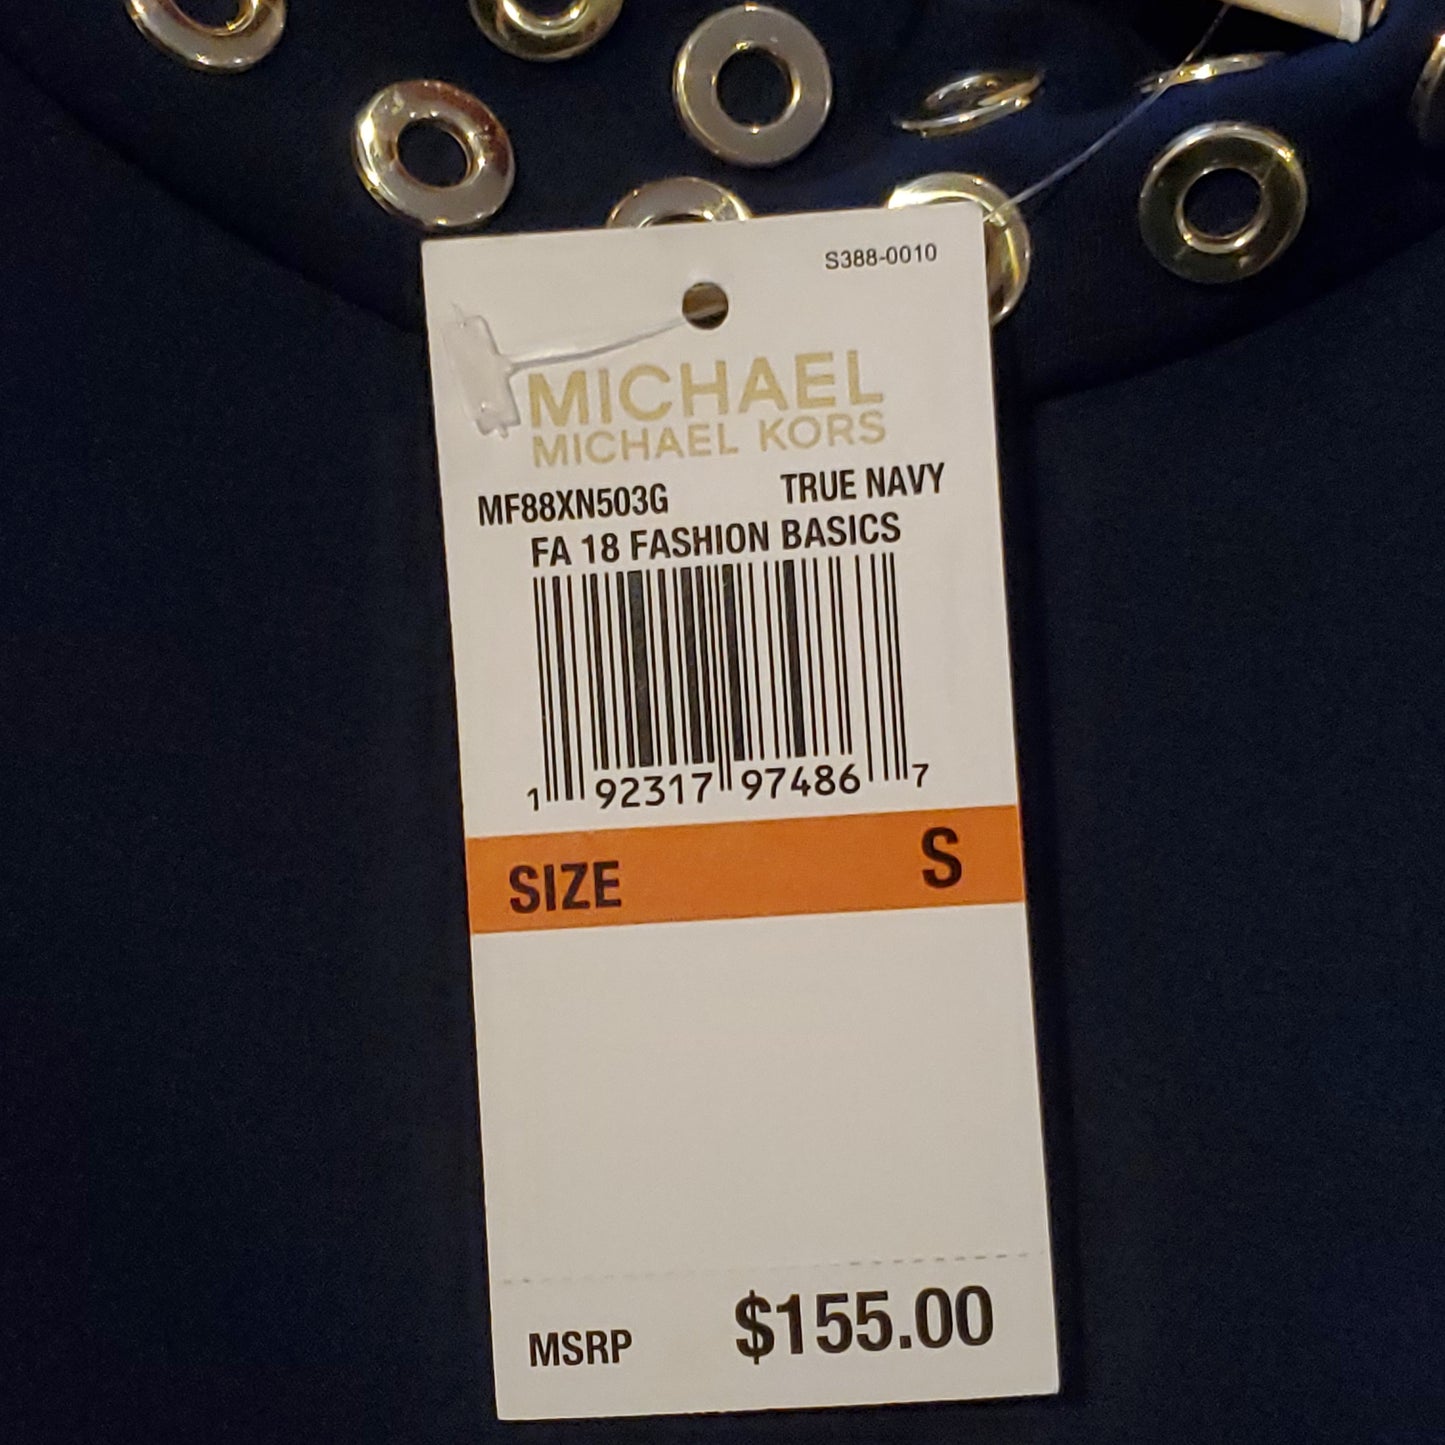 S388-0010
MICHAEL
MICHAEL KORS
MF88XN503G TRUE NAVY
FA 18 FASHION BASICS
1 92317 97486 7
SIZE S
MSRP $155.00